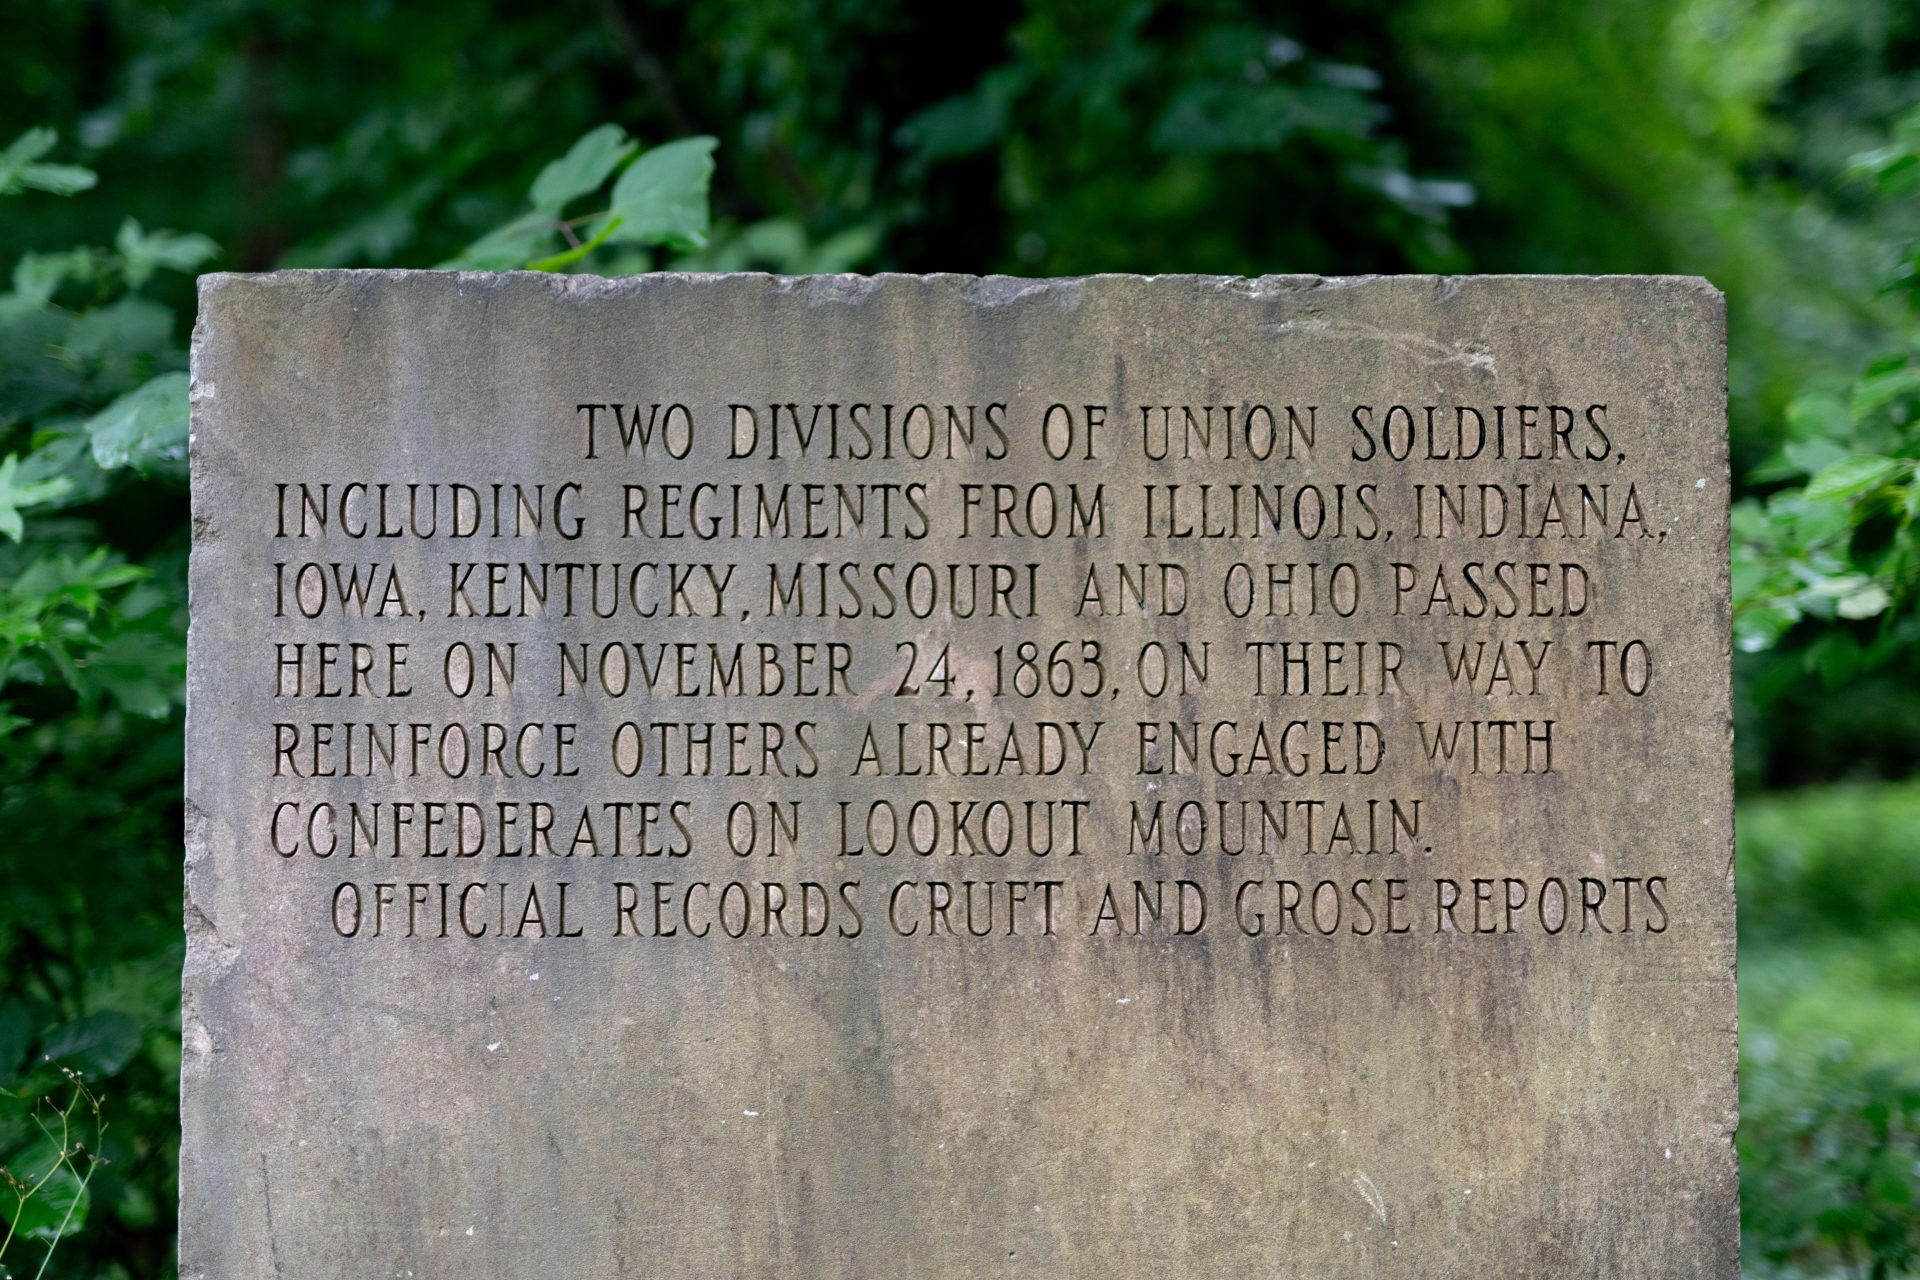 TWO DIVISIONS OF UNION SOLDIERS,
INCLUDING REGIMENTS FROM ILLINOIS, INDIANA,
IOWA, KENTUCKY, MISSOURI AND OHIO PASSED
HERE ON NOVEMBER 24, 1863, ON THEIR WAY TO
REINFORCE OTHERS ALREADY ENGAGED WITH
CONFEDERATES ON LOOKOUT MOUNTAIN.
OFFICIAL RECORDS CRUFT AND GROSE REPORTS